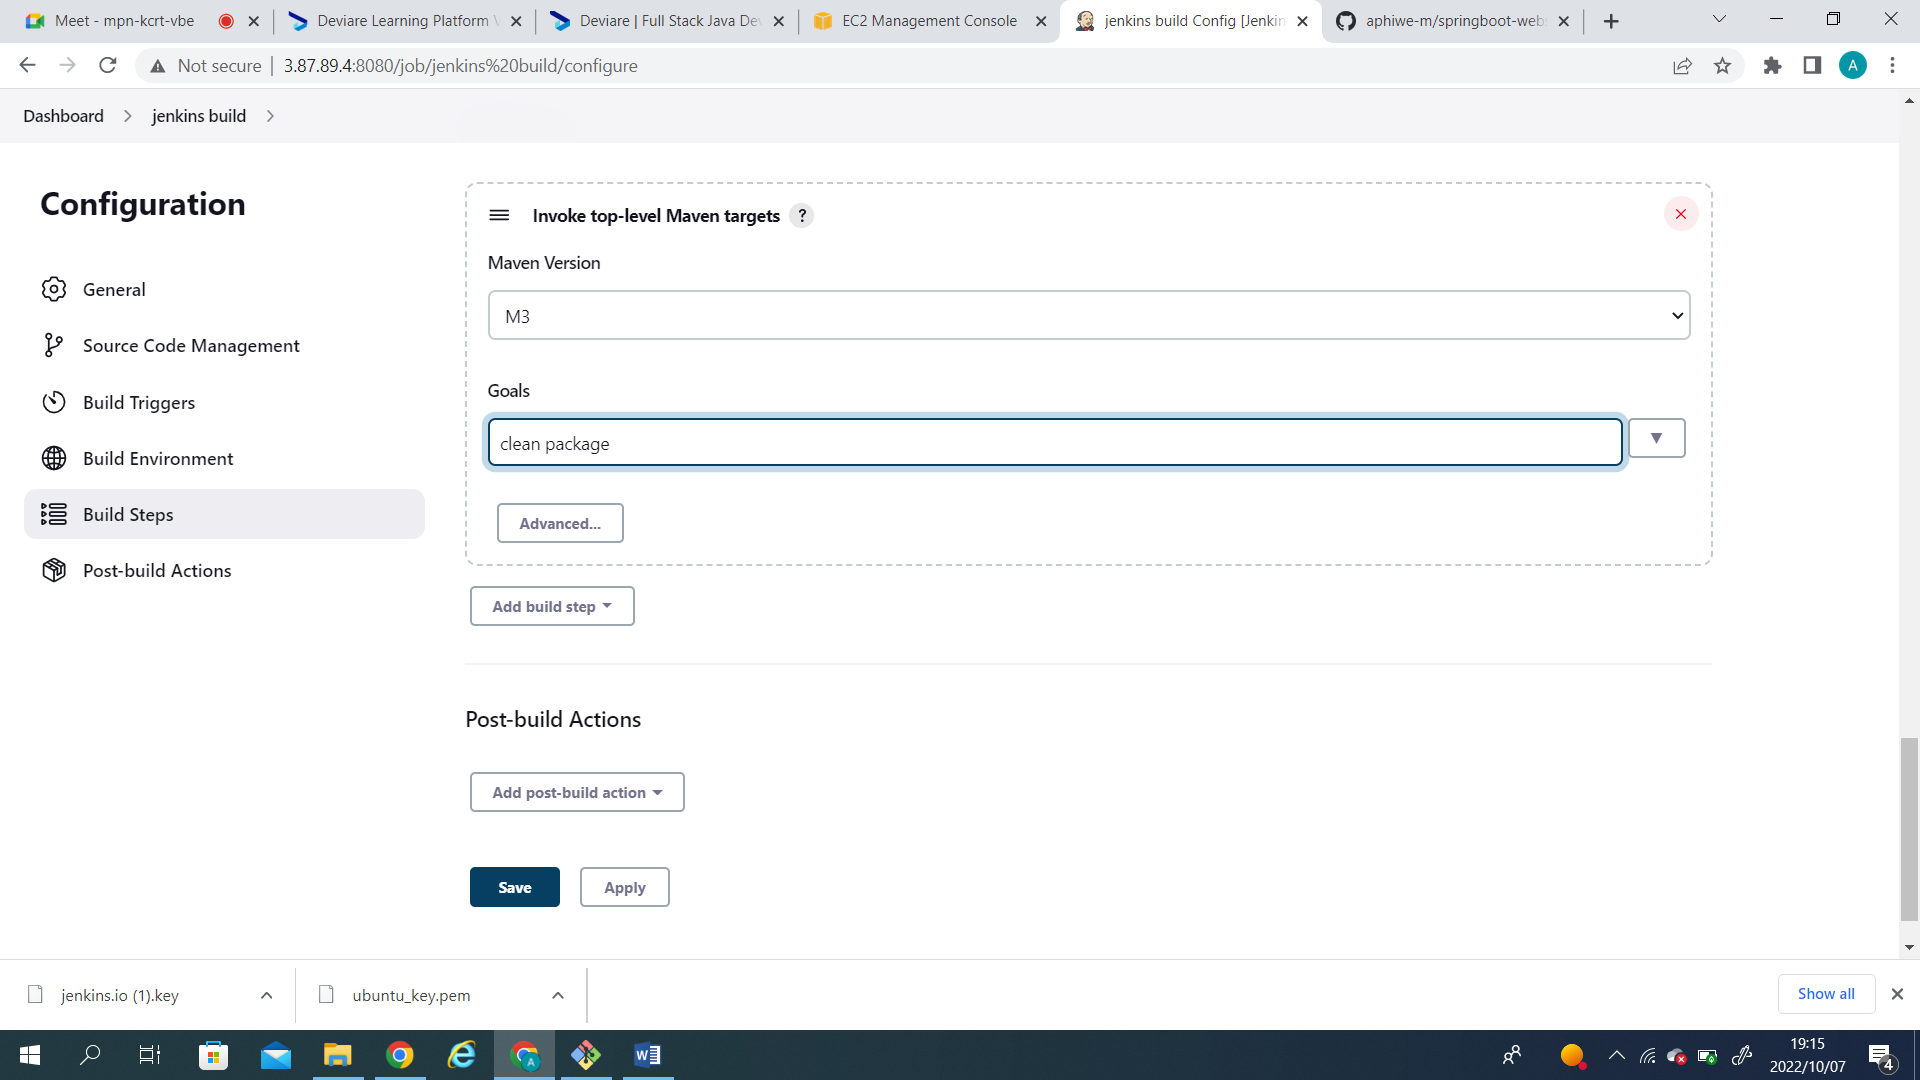 Meet - mpn-kcrt-vbe
Deviare Learning Platform
Deviare | Full Stack Java De
EC2 Management Console
jenkins build Config [Jenkin
aphiwe-m/springboot-webs
Not secure
3.87.89.4:8080/job/jenkins%20build/configure
A
Dashboard
jenkins build
Configuration
General
Source Code Management
Build Triggers
Build Environment
Build Steps
Post-build Actions
Invoke top-level Maven targets ?
Maven Version
M3
Goals
clean package
Advanced...
Add build step
Post-build Actions
Add post-build action
Save
Apply
jenkins.io (1).key
ubuntu_key.pem
Show all
19:15
2022/10/07
4